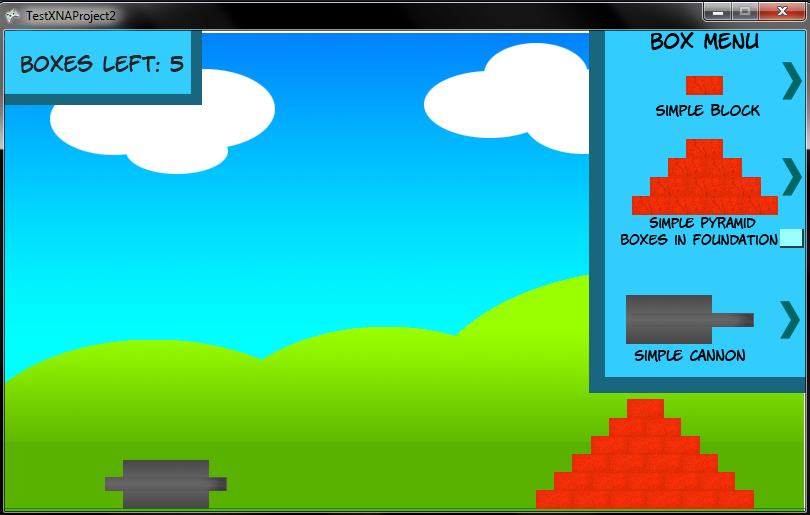 TestXNAProject2
BOXES LEFT: 5
BOX MENU
SIMPLE BLOCK
SIMPLE PYRAMID
BOXES IN FOUNDATION
SIMPLE CANNON